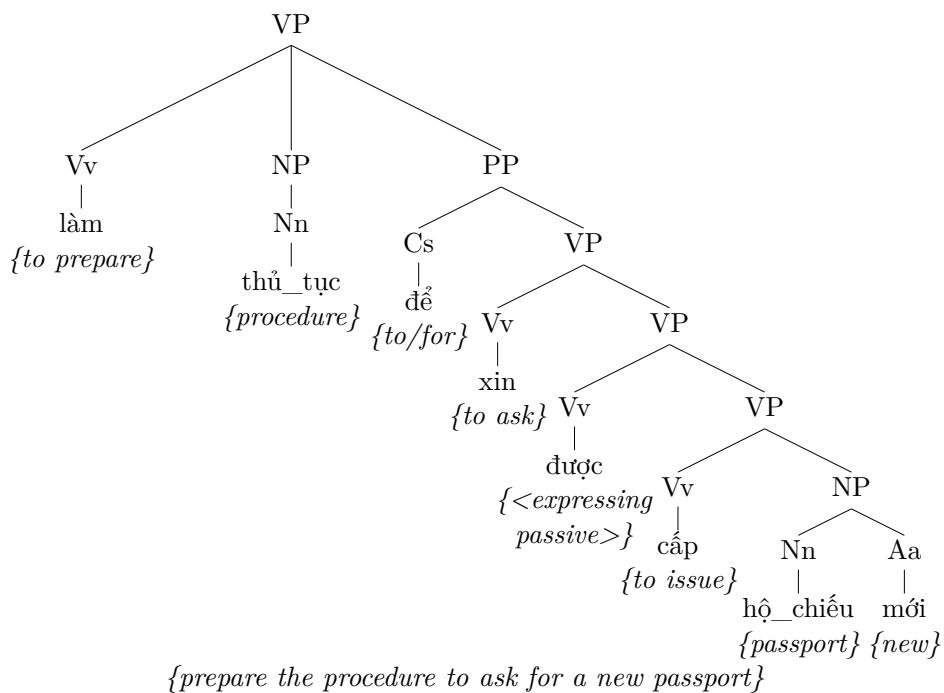 VP
Vv NP PP
làm Nn Cs VP
{to prepare}
thủ_tục để Vv VP
{procedure} {to/for}
xin Vv VP
{to ask}
được Vv NP
{<expressing
passive>} cấp Nn Aa
{to issue}
hộ_chiếu mới
{passport} {new}
{prepare the procedure to ask for a new passport}